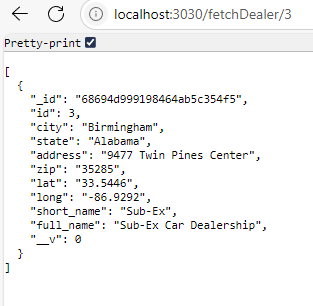 localhost:3030/fetchDealer/3
Pretty-print
[
  {
    "_id": "68694d999198464ab5c354f5",
    "id": 3,
    "city": "Birmingham",
    "state": "Alabama",
    "address": "9477 Twin Pines Center",
    "zip": "35285",
    "lat": "33.5446",
    "long": "-86.9292",
    "short_name": "Sub-Ex",
    "full_name": "Sub-Ex Car Dealership",
    "__v": 0
  }
]